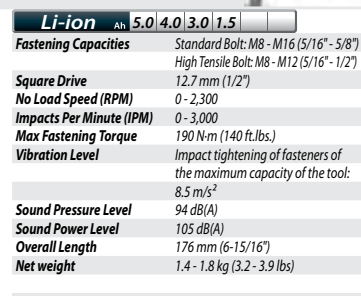 Li-ion Ah 5.0 4.0 3.0 1.5
Fastening Capacities Standard Bolt: M8 - M16 (5/16" - 5/8")
High Tensile Bolt: M8 - M12 (5/16" - 1/2")
Square Drive 12.7 mm (1/2")
No Load Speed (RPM) 0 - 2,300
Impacts Per Minute (IPM) 0 - 3,000
Max Fastening Torque 190 N·m (140 ft.lbs.)
Vibration Level Impact tightening of fasteners of
the maximum capacity of the tool:
8.5 m/s²
Sound Pressure Level 94 dB(A)
Sound Power Level 105 dB(A)
Overall Length 176 mm (6-15/16")
Net weight 1.4 - 1.8 kg (3.2 - 3.9 lbs)